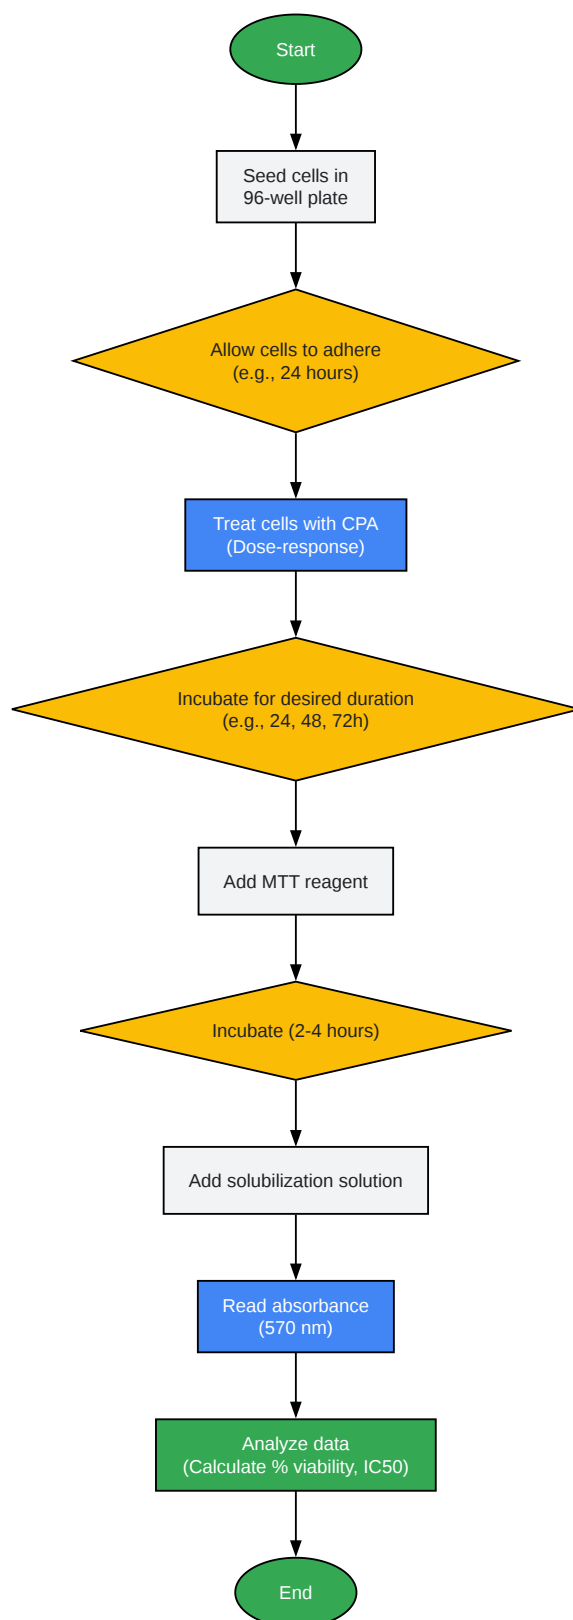 Start
Seed cells in
96-well plate
Allow cells to adhere
(e.g., 24 hours)
Treat cells with CPA
(Dose-response)
Incubate for desired duration
(e.g., 24, 48, 72h)
Add MTT reagent
Incubate (2-4 hours)
Add solubilization solution
Read absorbance
(570 nm)
Analyze data
(Calculate % viability, IC50)
End